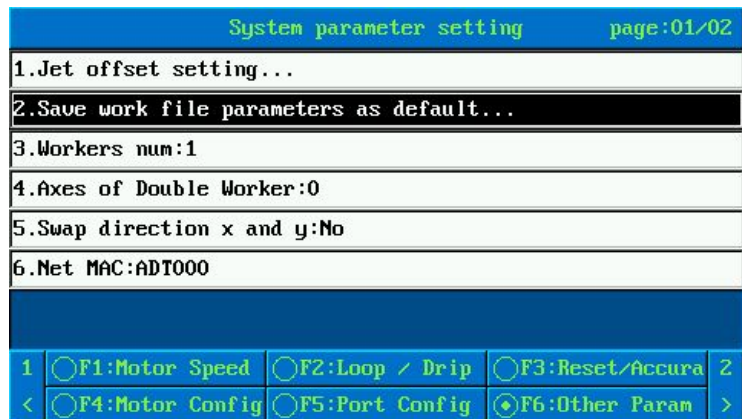 System parameter setting page:01/02
1.Jet offset setting...
2.Save work file parameters as default...
3.Workers num:1
4.Axes of Double Worker:0
5.Swap direction x and y:No
6.Net MAC:ADT000
1 F1:Motor Speed F2:Loop / Drip F3:Reset/Accura 2
< F4:Motor Config F5:Port Config F6:Other Param >